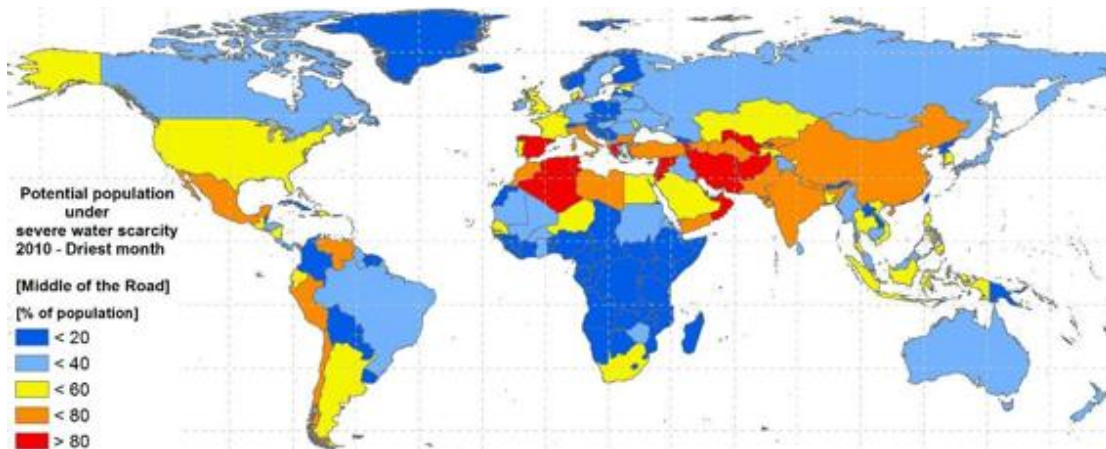 Potential population
under
severe water scarcity
2010 - Driest month
[Middle of the Road]
[% of population]
< 20
< 40
< 60
< 80
> 80